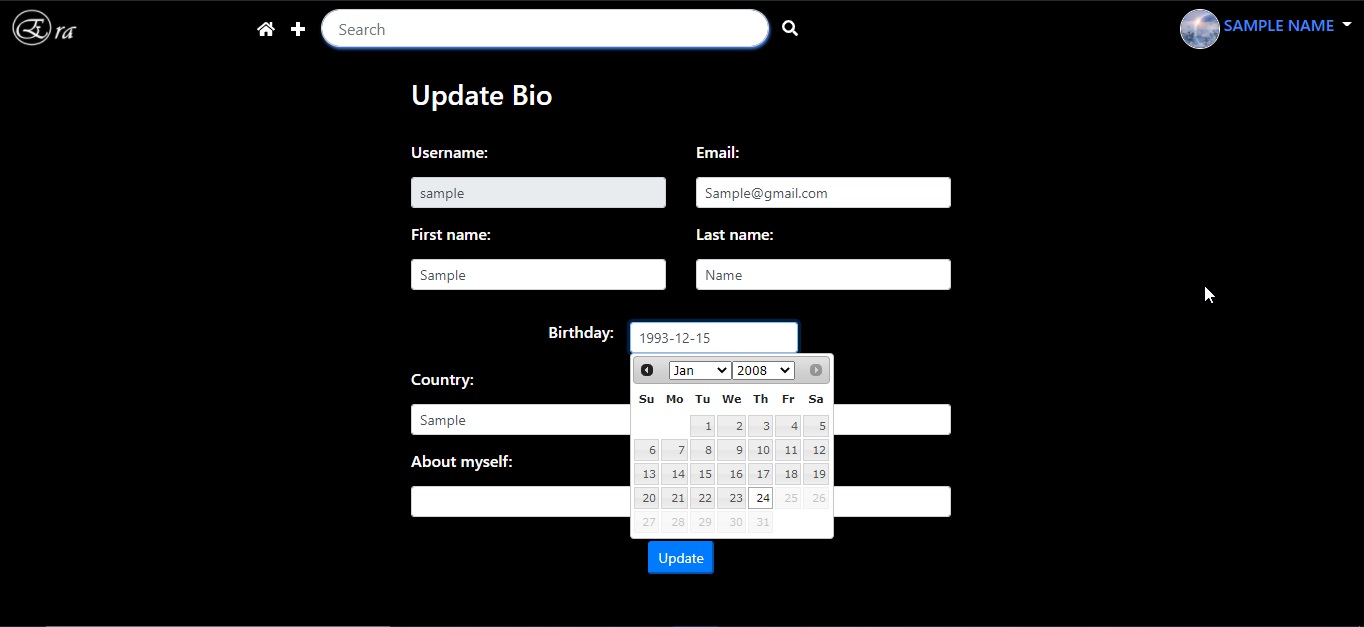 Era
Search
SAMPLE NAME
Update Bio
Username:
Email:
sample
Sample@gmail.com
First name:
Last name:
Sample
Name
Birthday:
1993-12-15
Jan 2008
Su Mo Tu We Th Fr Sa
1 2 3 4 5
6 7 8 9 10 11 12
13 14 15 16 17 18 19
20 21 22 23 24 25 26
27 28 29 30 31
Country:
Sample
About myself:
Update